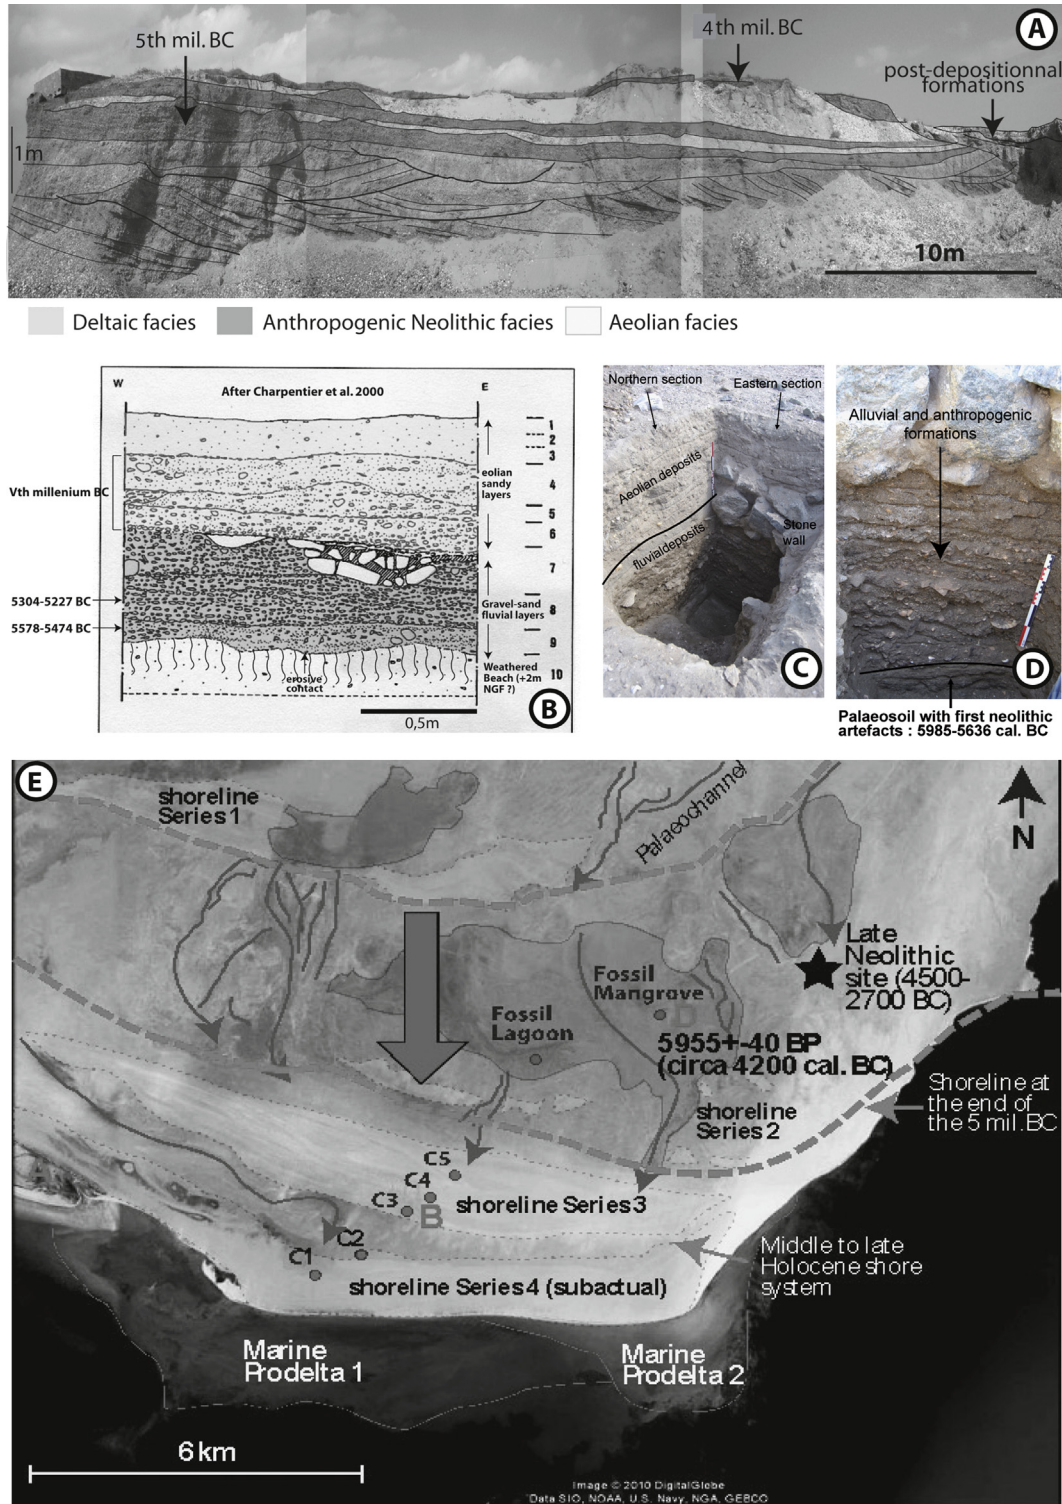 A
5th mil. BC
4th mil. BC
post-depositionnal
formations
1m
10m
Deltaic facies
Anthropogenic Neolithic facies
Aeolian facies
W
After Charpentier et al. 2000
E
1
2
3
4
5
6
7
8
9
10
eolian
sandy
layers
Vth millenium BC
5304-5227 BC
5578-5474 BC
Gravel-sand
fluvial layers
Weathered
Beach (+2m
NGF ?)
erosive
contact
0,5m
B
Northern section
Eastern section
Aeolian deposits
fluvialdeposits
Stone
wall
C
Alluvial and anthropogenic
formations
D
Palaeosoil with first neolithic
artefacts : 5985-5636 cal. BC
E
shoreline
Series 1
Palaeochannel
N
Late
Neolithic
site (4500-
2700 BC)
Fossil
Mangrove
D
Fossil
Lagoon
5955+-40 BP
(circa 4200 cal. BC)
shoreline
Series 2
Shoreline at
the end of
the 5 mil. BC
C5
C4
C3
B
shoreline Series 3
C2
C1
Middle to late
Holocene shore
system
shoreline Series 4 (subactual)
Marine
Prodelta 1
Marine
Prodelta 2
6 km
Image © 2010 DigitalGlobe
Data SIO, NOAA, U.S. Navy, NGA, GEBCO